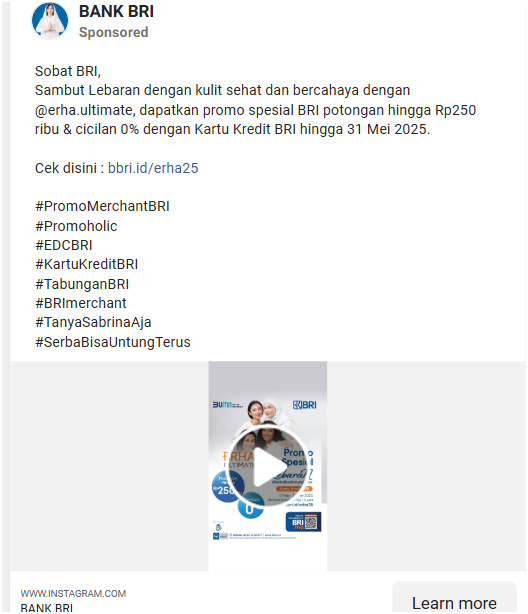 BANK BRI
Sponsored
Sobat BRI,
Sambut Lebaran dengan kulit sehat dan bercahaya dengan
@erha.ultimate, dapatkan promo spesial BRI potongan hingga Rp250
ribu & cicilan 0% dengan Kartu Kredit BRI hingga 31 Mei 2025.
Cek disini : bbri.id/erha25
#PromoMerchantBRI
#Promoholic
#EDCBRI
#KartuKreditBRI
#TabunganBRI
#BRImerchant
#TanyaSabrinaAja
#SerbaBisaUntungTerus
BUMN
BRI
ERHA
ULTIMATE
Promo
Spesial
250
0%
BRI
WWW.INSTAGRAM.COM
BANK BRI
Learn more